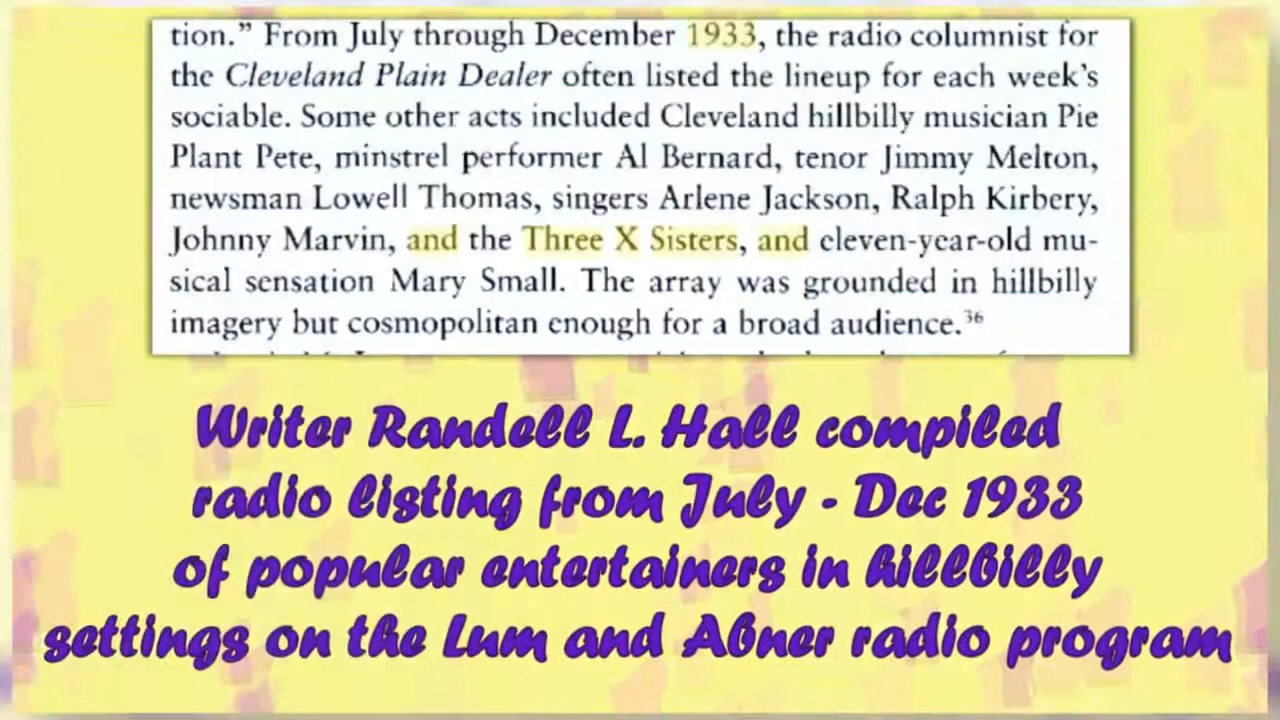 tion.” From July through December 1933, the radio columnist for
the Cleveland Plain Dealer often listed the lineup for each week’s
sociable. Some other acts included Cleveland hillbilly musician Pie
Plant Pete, minstrel performer Al Bernard, tenor Jimmy Melton,
newsman Lowell Thomas, singers Arlene Jackson, Ralph Kirbery,
Johnny Marvin, and the Three X Sisters, and eleven-year-old mu-
sical sensation Mary Small. The array was grounded in hillbilly
imagery but cosmopolitan enough for a broad audience.36
Writer Randell L. Hall compiled
radio listing from July - Dec 1933
of popular entertainers in hillbilly
settings on the Lum and Abner radio program